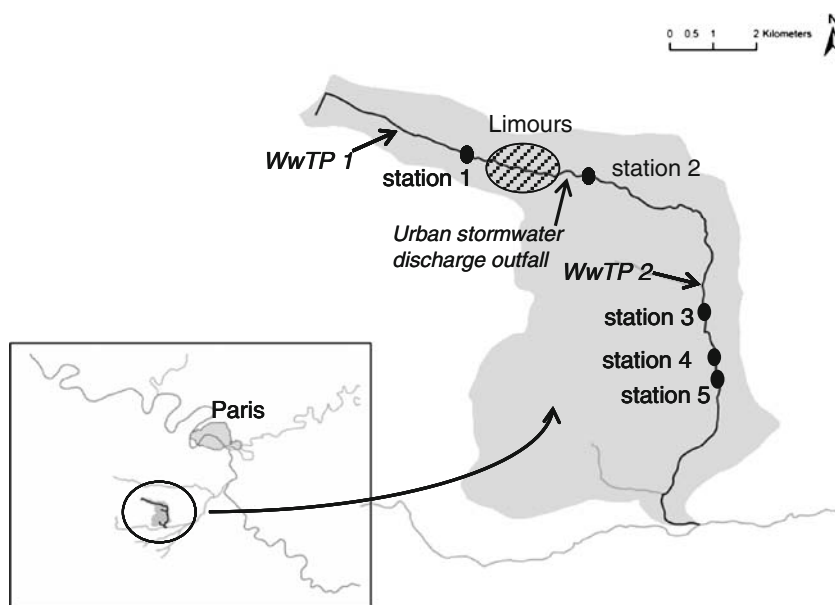 N
0 0.5 1 2 Kilometers
Limours
WwTP 1
station 1
station 2
Urban stormwater
discharge outfall
WwTP 2
station 3
station 4
station 5
Paris